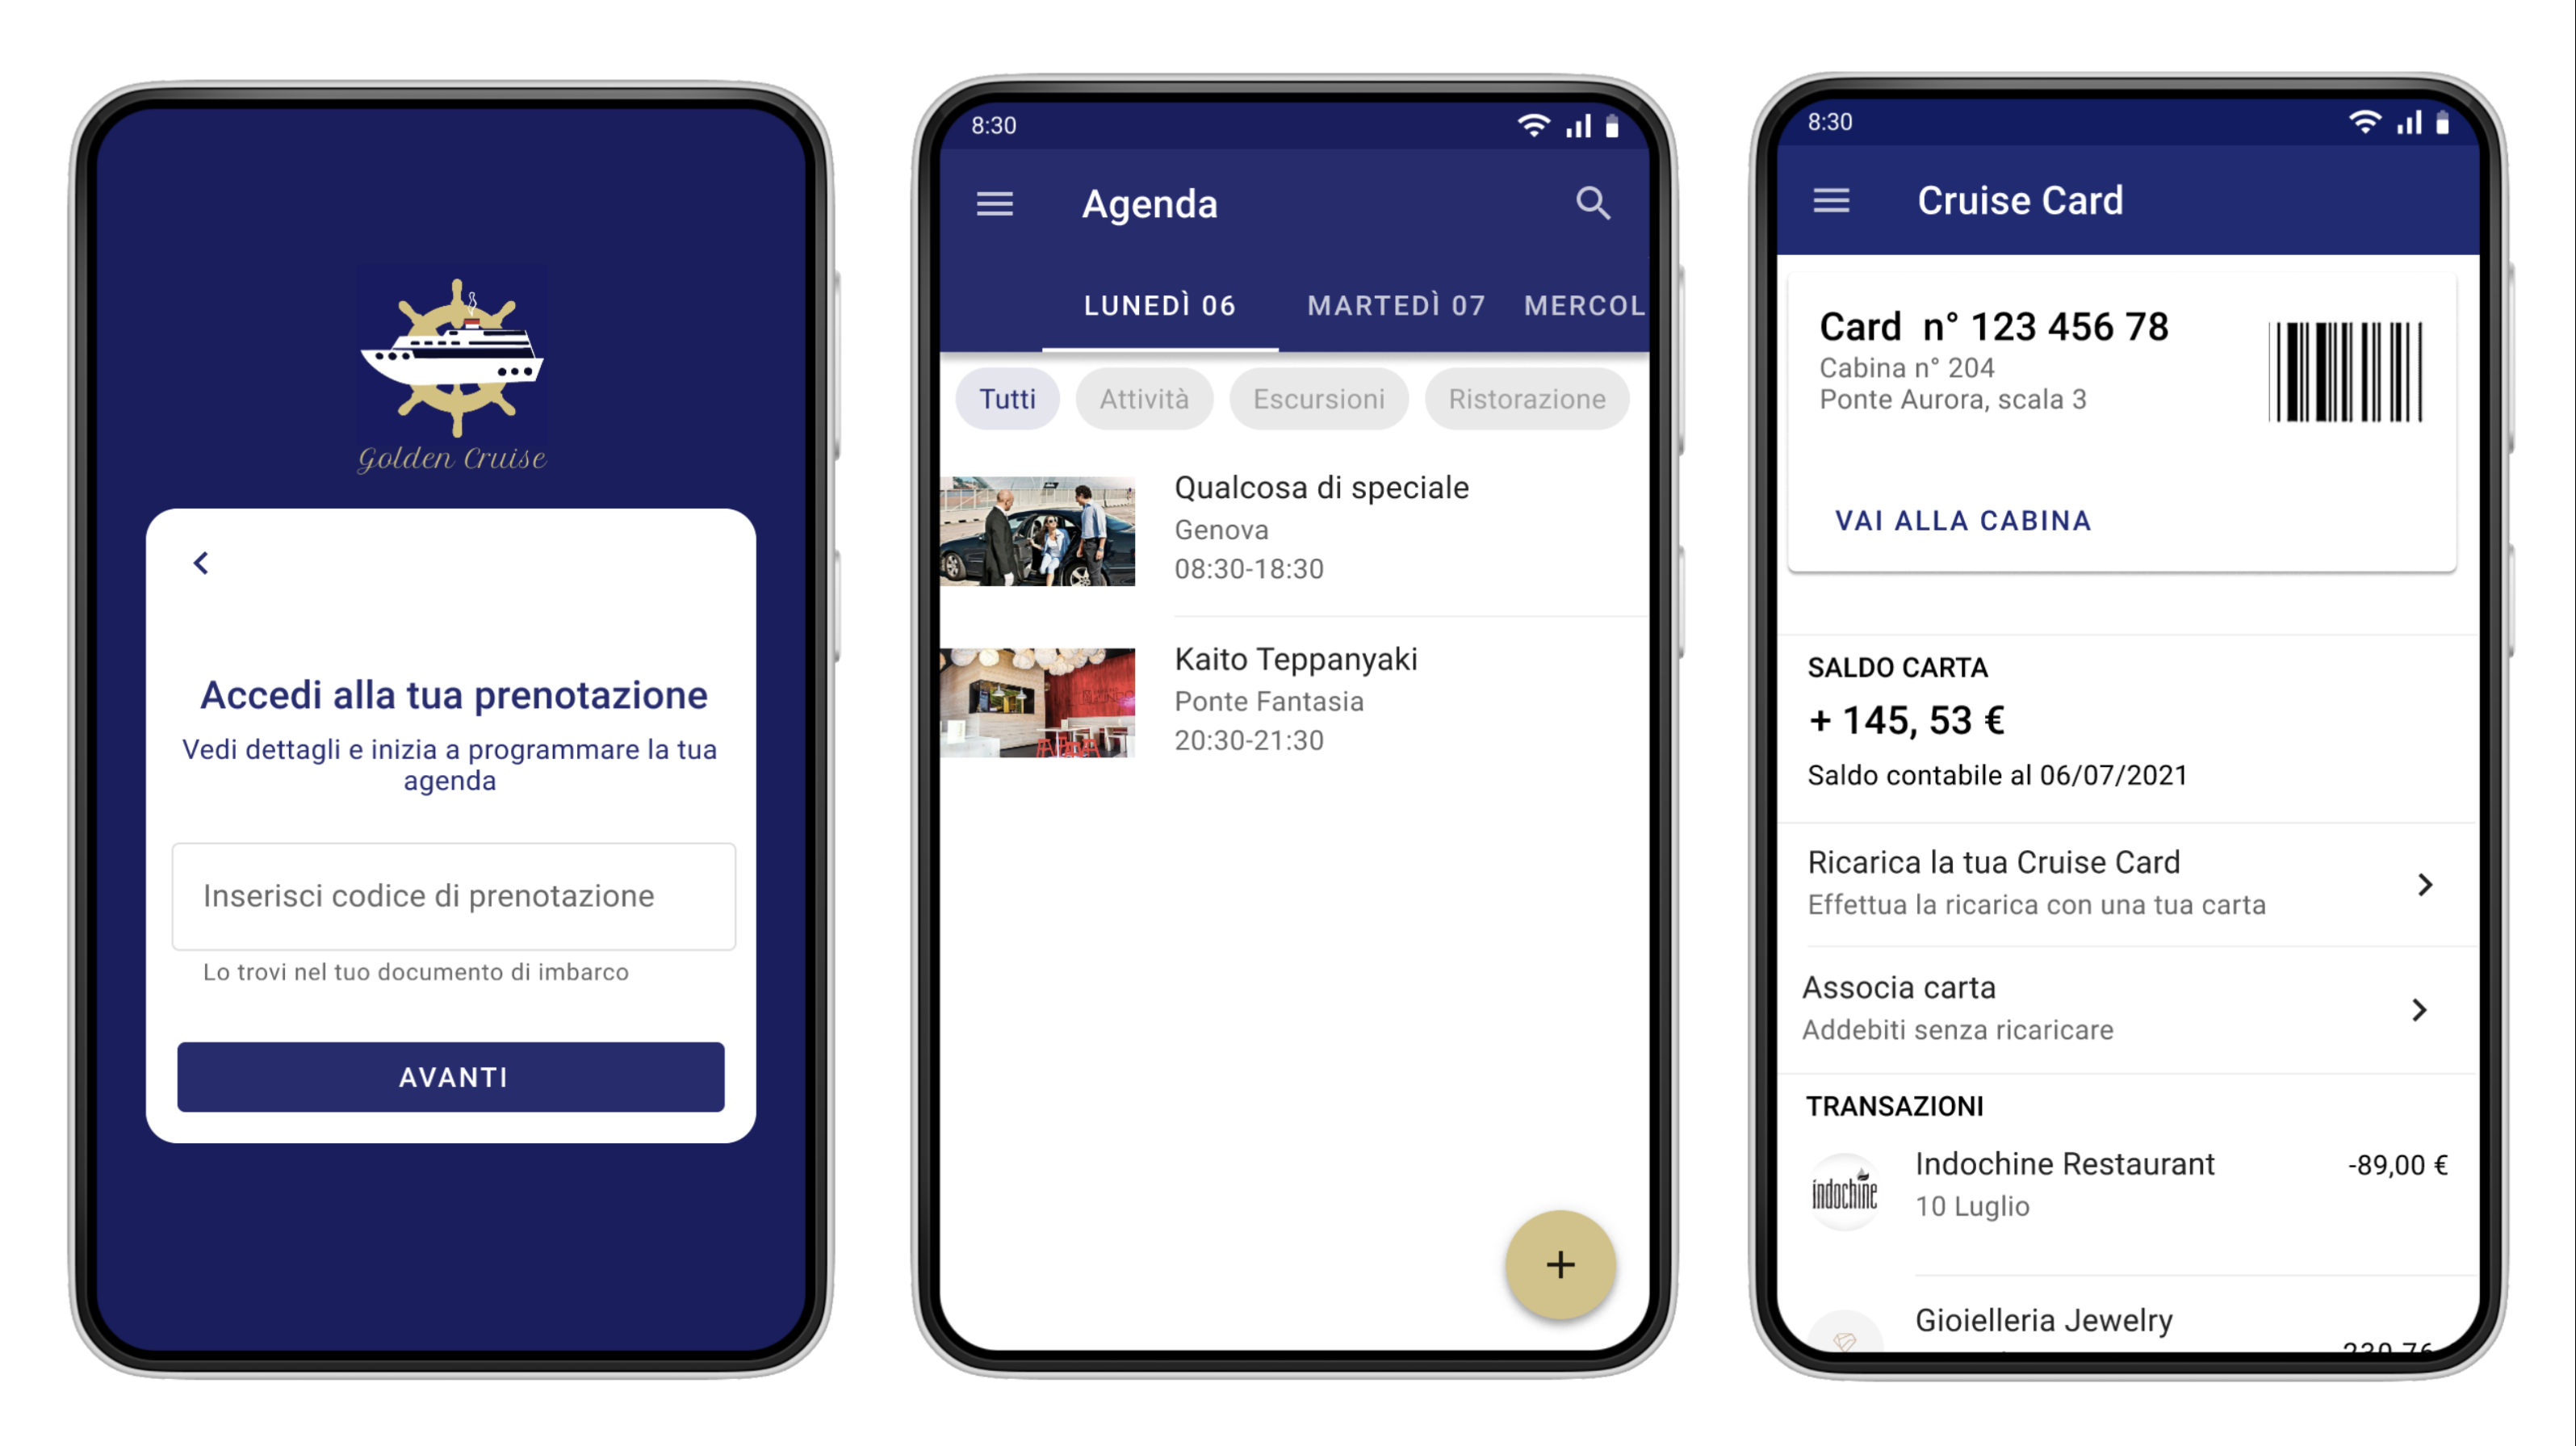 Golden Cruise
Accedi alla tua prenotazione
Vedi dettagli e inizia a programmare la tua
agenda
Inserisci codice di prenotazione
Lo trovi nel tuo documento di imbarco
AVANTI
8:30
Agenda
LUNEDÌ 06 MARTEDÌ 07 MERCOL
Tutti Attività Escursioni Ristorazione
Qualcosa di speciale
Genova
08:30-18:30
Kaito Teppanyaki
Ponte Fantasia
20:30-21:30
8:30
Cruise Card
Card n° 123 456 78
Cabina n° 204
Ponte Aurora, scala 3
VAI ALLA CABINA
SALDO CARTA
+ 145, 53 €
Saldo contabile al 06/07/2021
Ricarica la tua Cruise Card
Effettua la ricarica con una tua carta
Associa carta
Addebiti senza ricaricare
TRANSAZIONI
indochine
Indochine Restaurant -89,00 €
10 Luglio
Gioielleria Jewelry